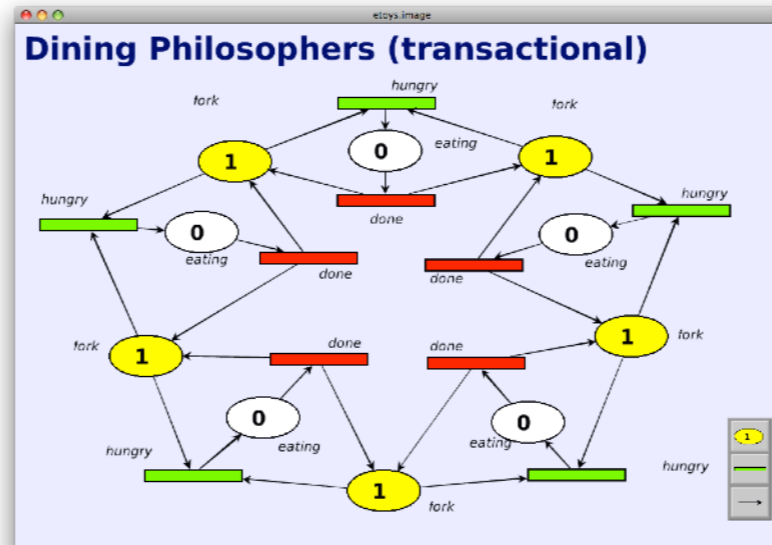 etoys.image
Dining Philosophers (transactional)
hungry
fork
fork
0
eating
1
1
hungry
hungry
done
0
0
eating
eating
done
done
fork
1
done
done
1
fork
0
0
hungry
eating
eating
hungry
1
fork
1